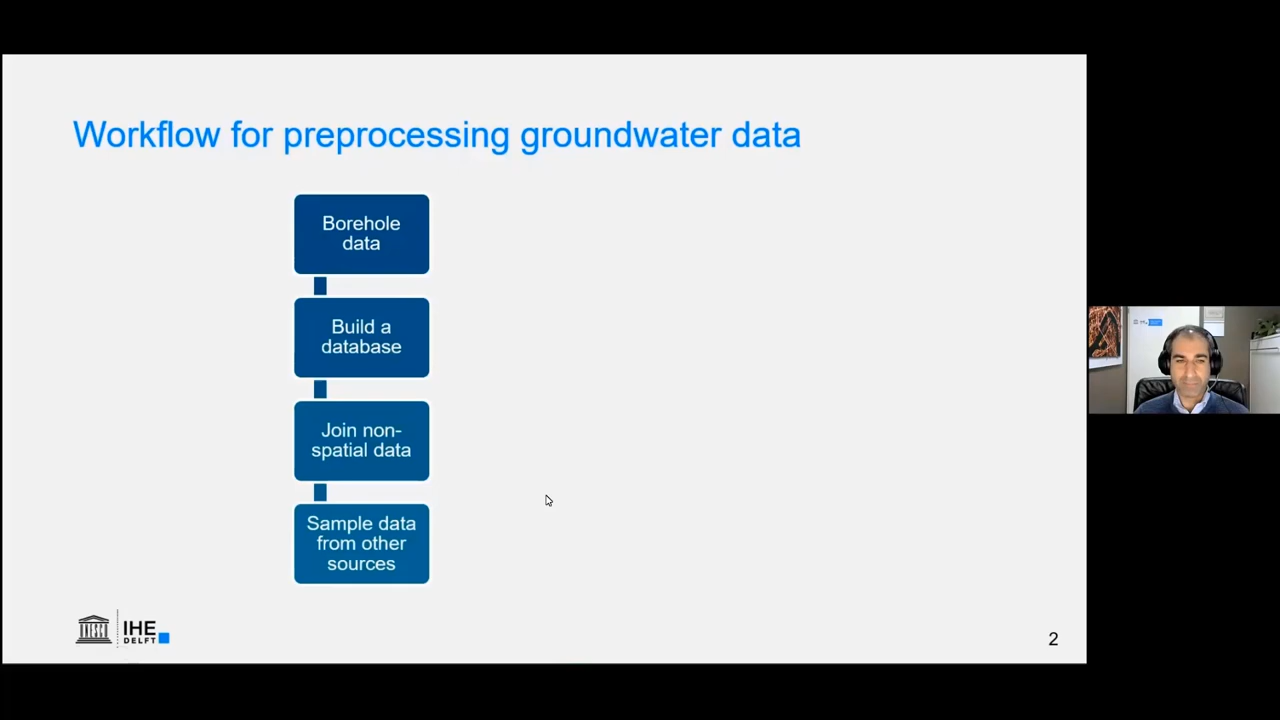 Workflow for preprocessing groundwater data
Borehole
data
Build a
database
Join non-
spatial data
Sample data
from other
sources
UNESCO
IHE
DELFT
2